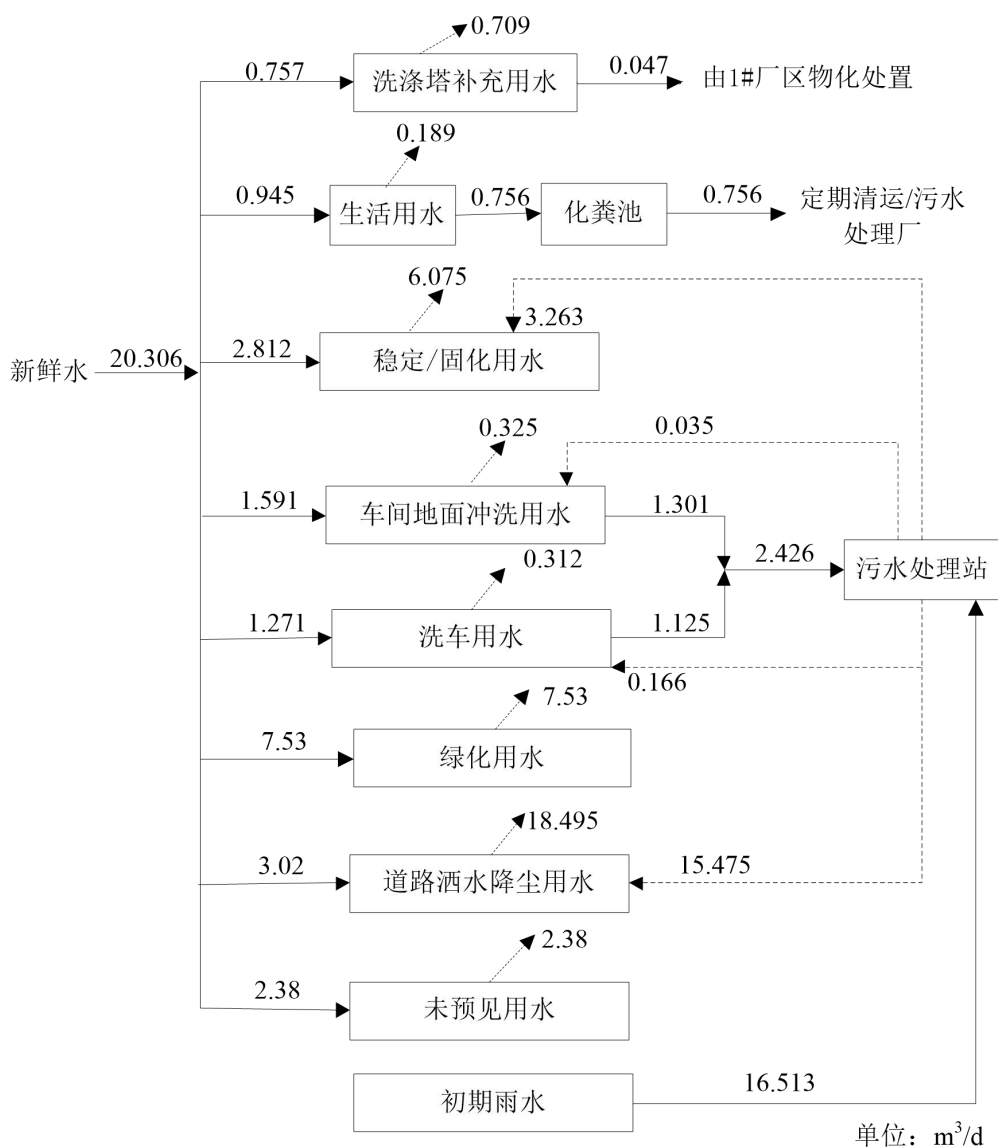 0.709
0.757
洗涤塔补充用水
0.047
由1#厂区物化处置
0.189
0.945
生活用水
0.756
化粪池
0.756
定期清运/污水
处理厂
6.075
3.263
新鲜水
20.306
2.812
稳定/固化用水
0.325
0.035
1.591
车间地面冲洗用水
1.301
0.312
2.426
污水处理站
1.271
洗车用水
1.125
0.166
7.53
7.53
绿化用水
18.495
3.02
道路洒水降尘用水
15.475
2.38
2.38
未预见用水
初期雨水
16.513
单位：m³/d